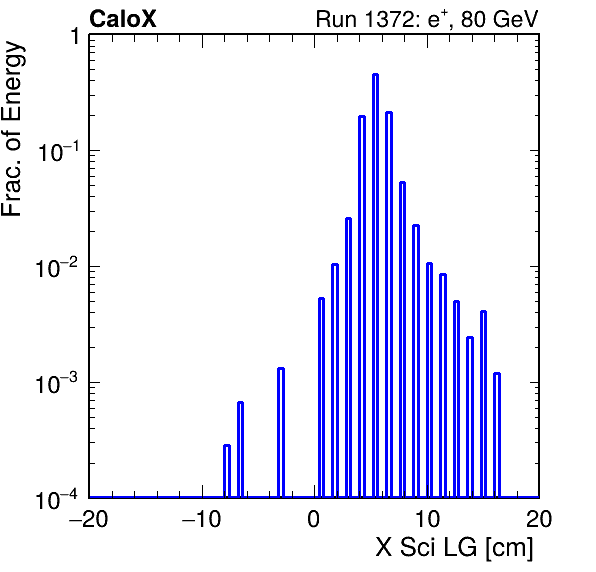 CaloX Run 1372: e⁺, 80 GeV
Frac. of Energy
1
10⁻¹
10⁻²
10⁻³
10⁻⁴
−20 −10 0 10 20
X Sci LG [cm]